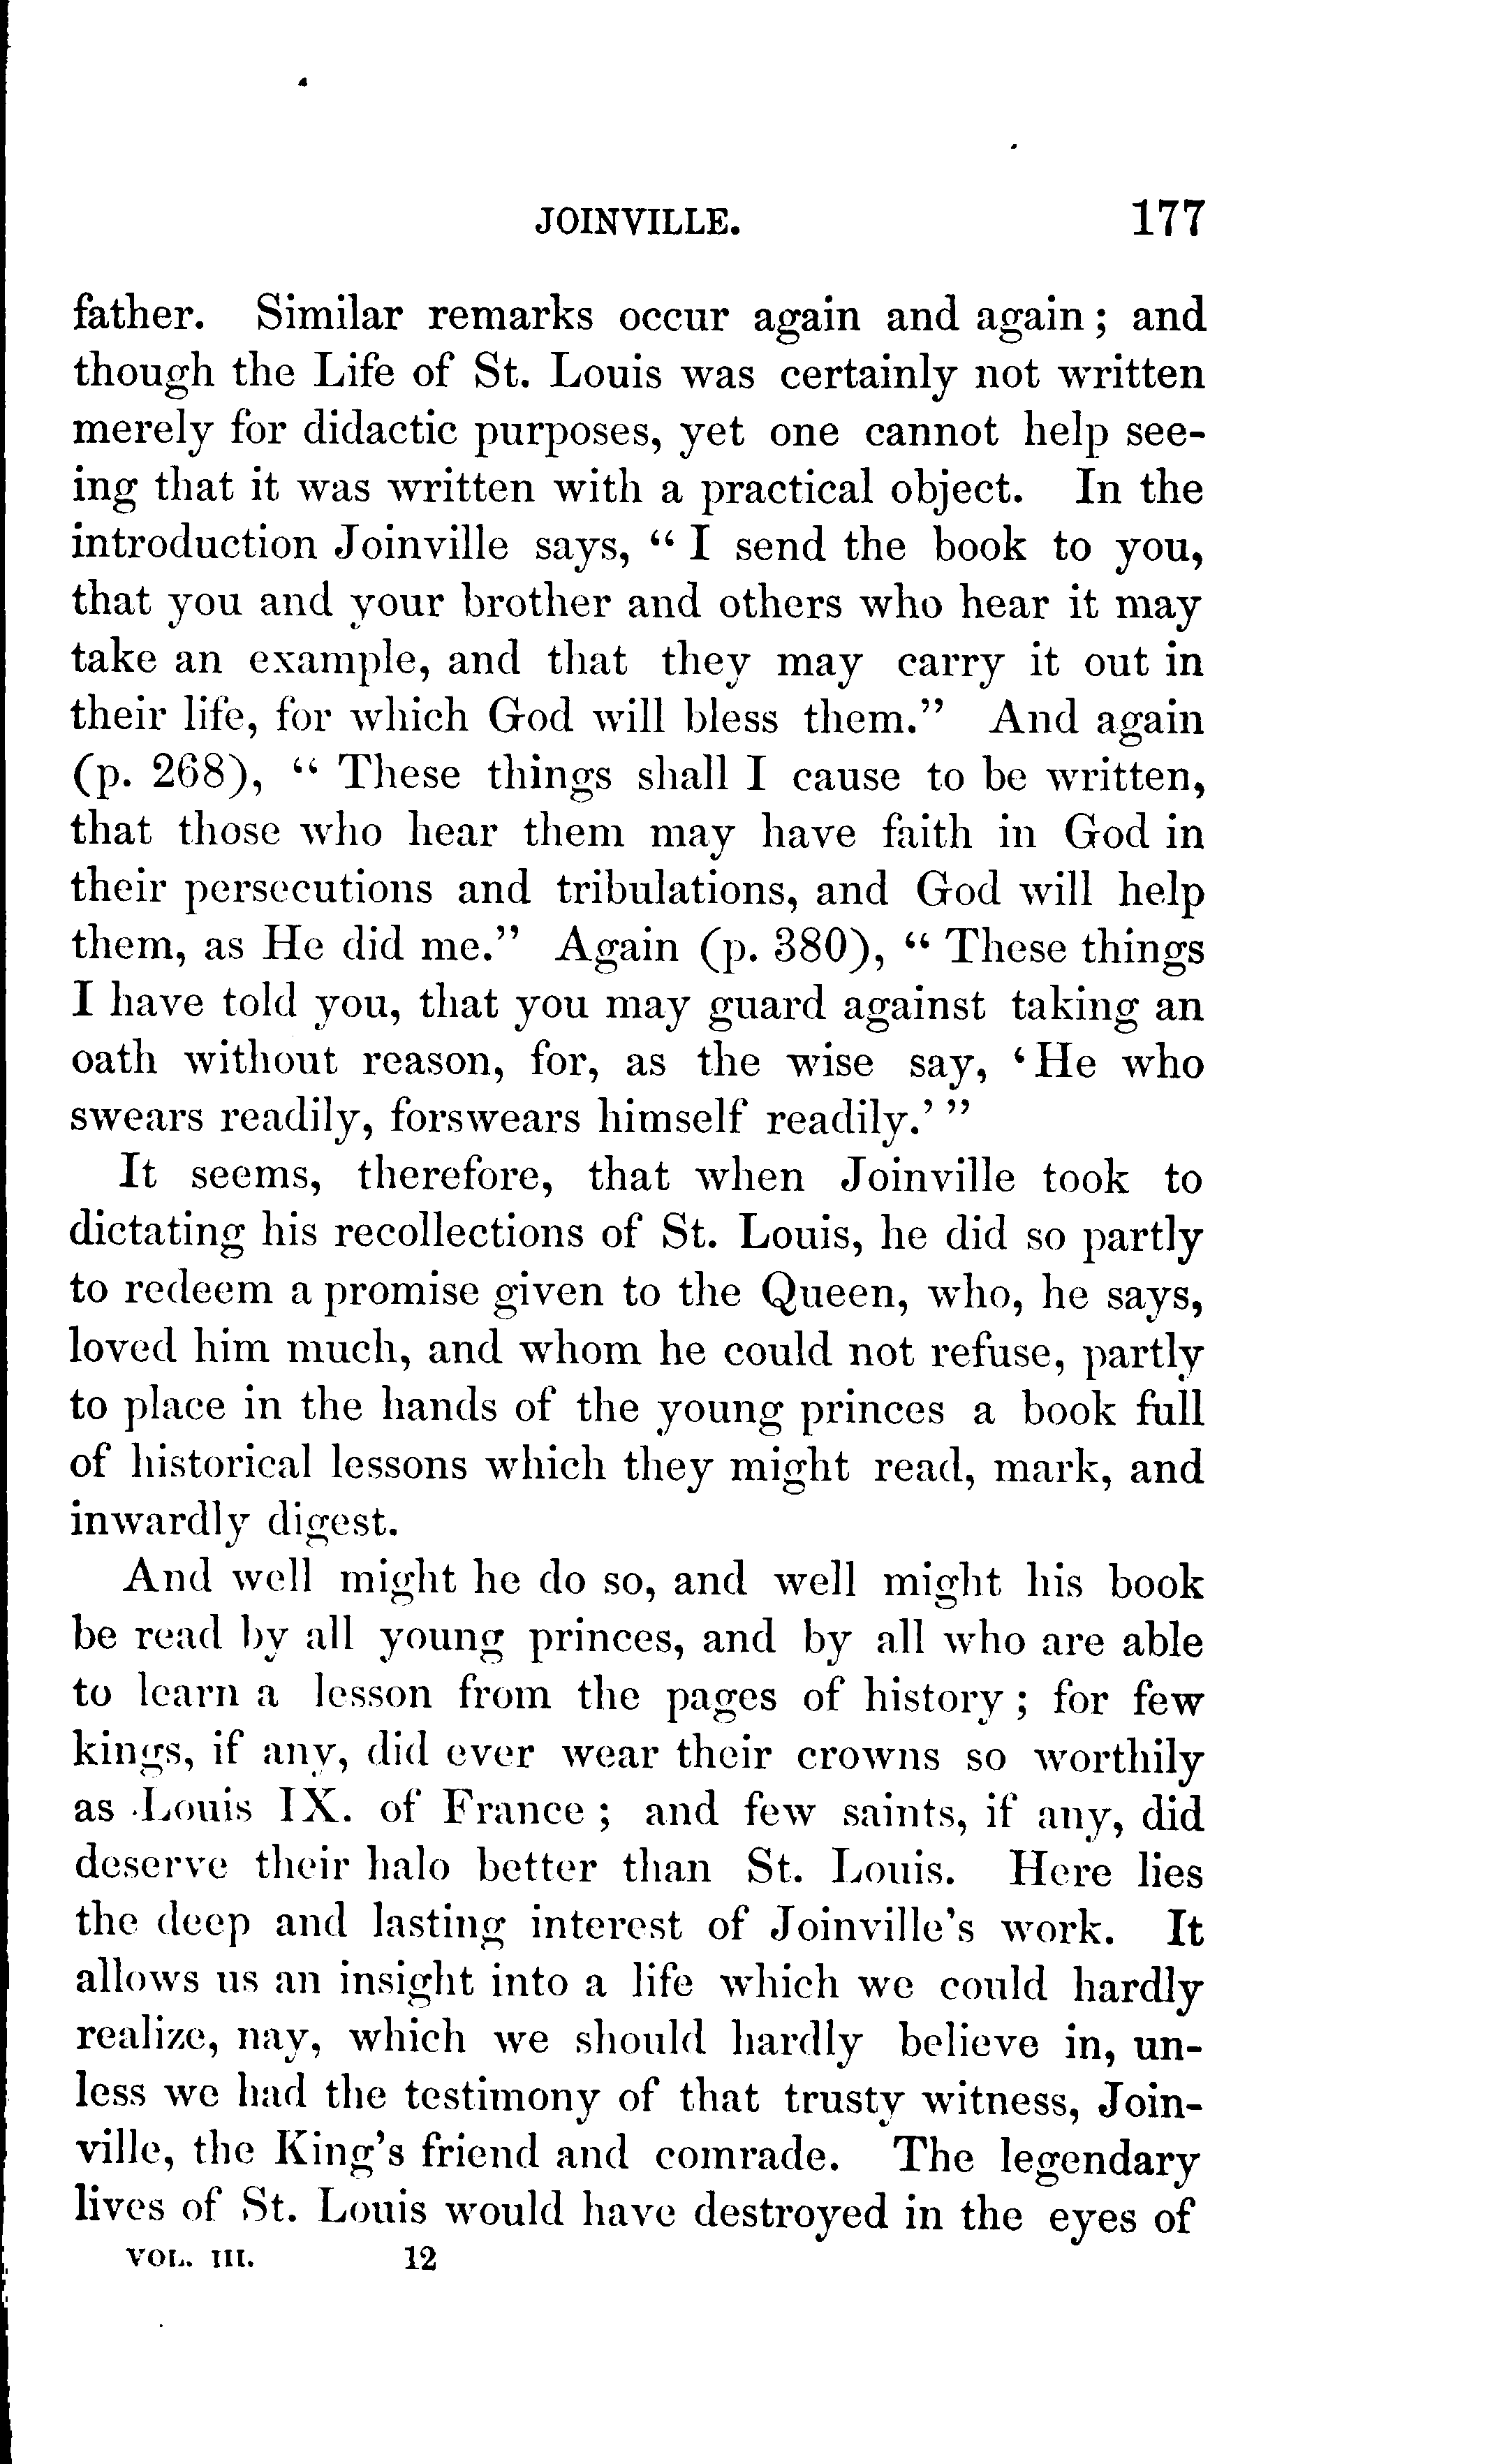 JOINVILLE. 177
father. Similar remarks occur again and again; and
though the Life of St. Louis was certainly not written
merely for didactic purposes, yet one cannot help see-
ing that it was written with a practical object. In the
introduction Joinville says, “ I send the book to you,
that you and your brother and others who hear it may
take an example, and that they may carry it out in
their life, for which God will bless them.” And again
(p. 268), “ These things shall I cause to be written,
that those who hear them may have faith in God in
their persecutions and tribulations, and God will help
them, as He did me.” Again (p. 380), “ These things
I have told you, that you may guard against taking an
oath without reason, for, as the wise say, ‘ He who
swears readily, forswears himself readily.’ ”
It seems, therefore, that when Joinville took to
dictating his recollections of St. Louis, he did so partly
to redeem a promise given to the Queen, who, he says,
loved him much, and whom he could not refuse, partly
to place in the hands of the young princes a book full
of historical lessons which they might read, mark, and
inwardly digest.
And well might he do so, and well might his book
be read by all young princes, and by all who are able
to learn a lesson from the pages of history; for few
kings, if any, did ever wear their crowns so worthily
as Louis IX. of France; and few saints, if any, did
deserve their halo better than St. Louis. Here lies
the deep and lasting interest of Joinville’s work. It
allows us an insight into a life which we could hardly
realize, nay, which we should hardly believe in, un-
less we had the testimony of that trusty witness, Join-
ville, the King’s friend and comrade. The legendary
lives of St. Louis would have destroyed in the eyes of
VOL. III. 12